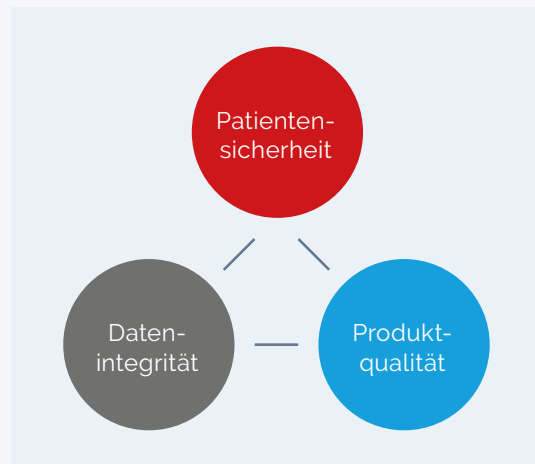 Patienten-
sicherheit
Daten-
integrität
Produkt-
qualität